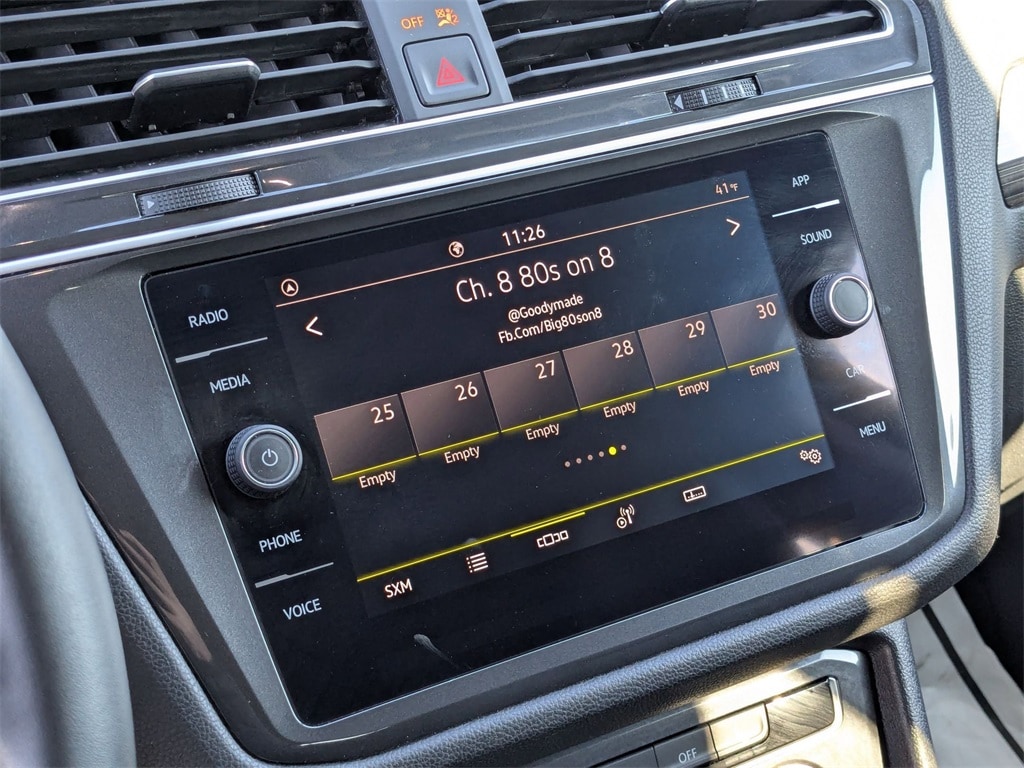 OFF
2
41°F
11:26
Ch. 8 80s on 8
@Goodymade
Fb.Com/Big80son8
25 26 27 28 29 30
Empty Empty Empty Empty Empty Empty
SXM
RADIO
MEDIA
PHONE
VOICE
APP
SOUND
CAR
MENU
OFF